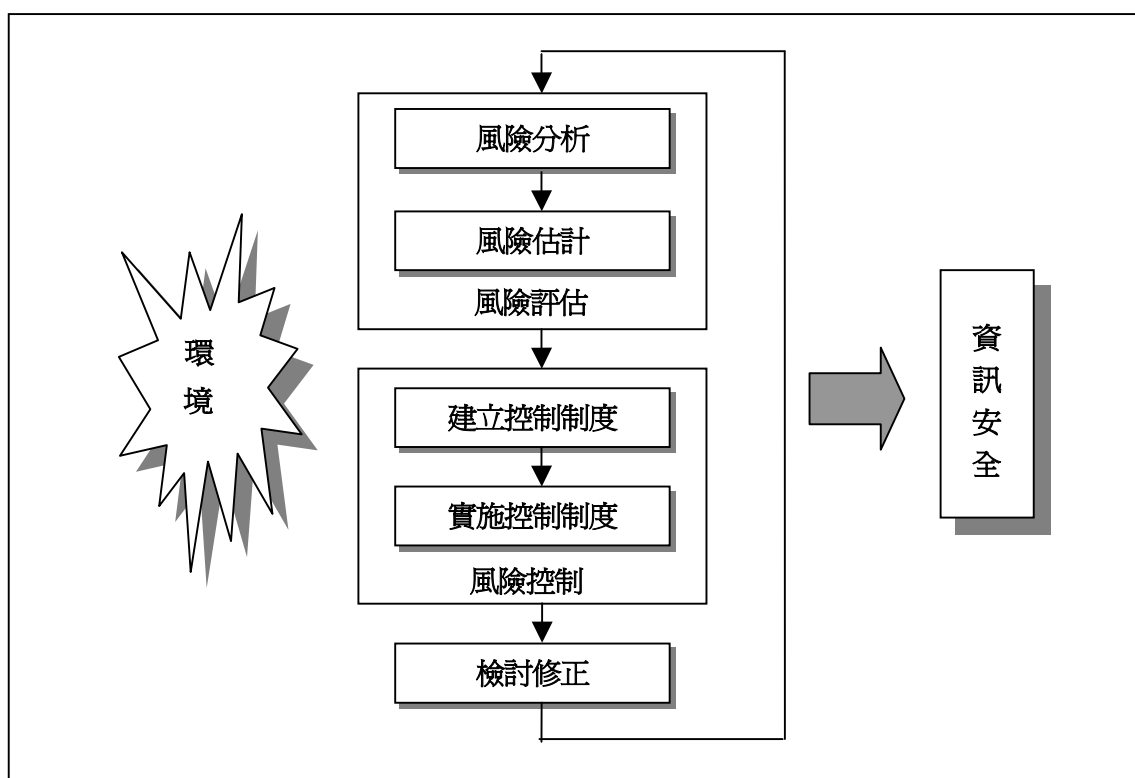 風險分析
風險估計
風險評估
環境
建立控制制度
實施控制制度
風險控制
檢討修正
資訊安全